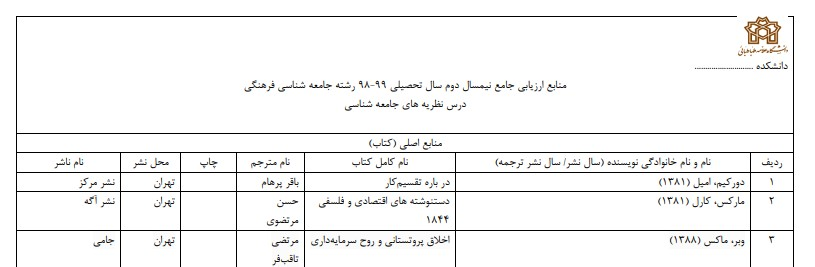 دانشگاه علامه طباطبائی
دانشکده ............................
منابع ارزیابی جامع نیمسال دوم سال تحصیلی ۹۹-۹۸ رشته جامعه شناسی فرهنگی
درس نظریه های جامعه شناسی
منابع اصلی (کتاب)
ردیف نام و نام خانوادگی نویسنده (سال نشر/ سال نشر ترجمه) نام کامل کتاب نام مترجم چاپ محل نشر نام ناشر
۱ دورکیم، امیل (۱۳۸۱) در باره تقسیم‌کار باقر پرهام تهران نشر مرکز
۲ مارکس، کارل (۱۳۸۱) دستنوشته های اقتصادی و فلسفی حسن تهران نشر آگه
۱۸۴۴ مرتضوی
۳ وبر، ماکس (۱۳۸۸) اخلاق پروتستانی و روح سرمایه‌داری مرتضی تهران جامی
ثاقب‌فر